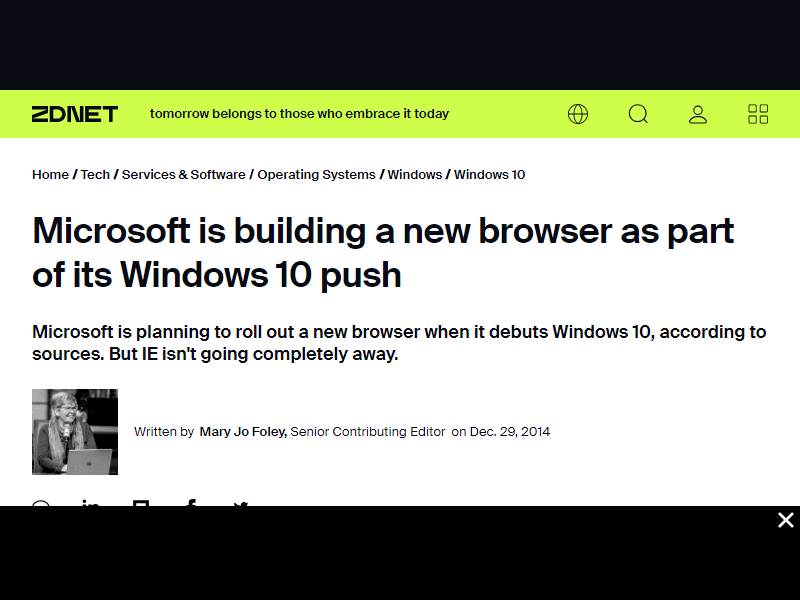 ZDNET tomorrow belongs to those who embrace it today
Home / Tech / Services & Software / Operating Systems / Windows / Windows 10
Microsoft is building a new browser as part
of its Windows 10 push
Microsoft is planning to roll out a new browser when it debuts Windows 10, according to
sources. But IE isn't going completely away.
Written by Mary Jo Foley, Senior Contributing Editor on Dec. 29, 2014